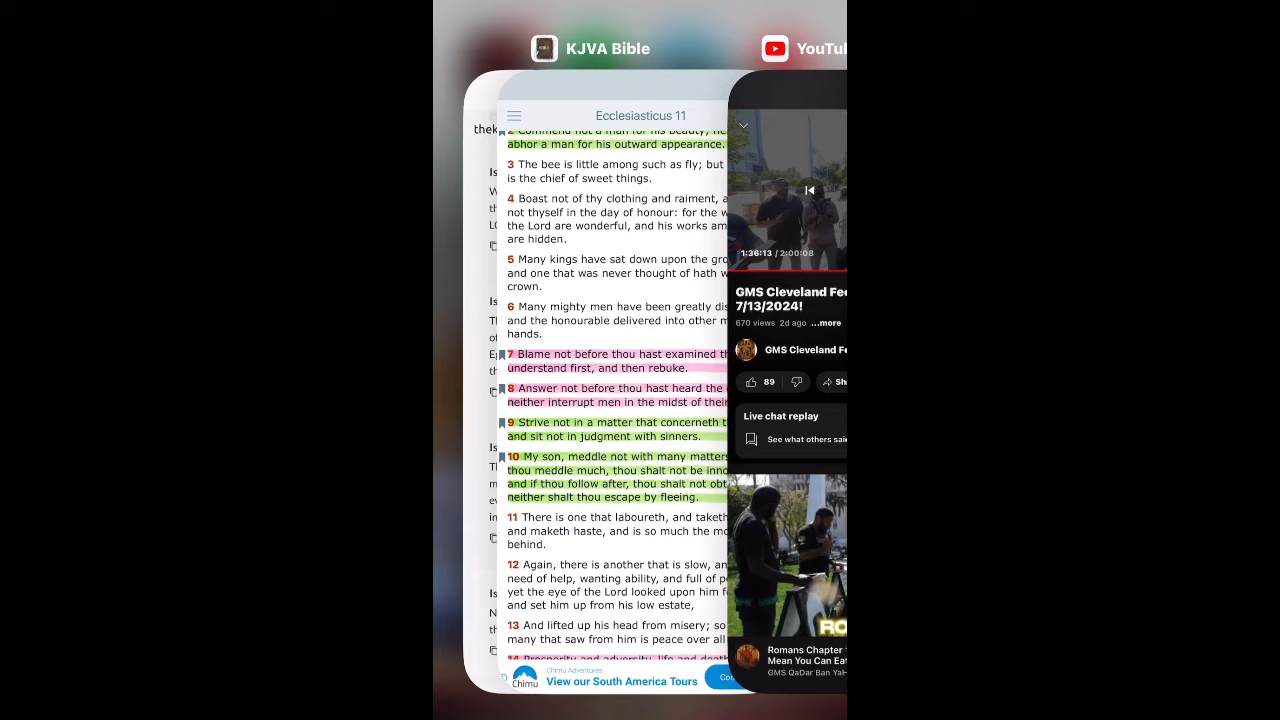 KJVA Bible
Ecclesiasticus 11
abhor a man for his outward appearance.
3 The bee is little among such as fly; but
is the chief of sweet things.
4 Boast not of thy clothing and raiment,
not thyself in the day of honour: for the
the Lord are wonderful, and his works
are hidden.
5 Many kings have sat down upon the
and one that was never thought of hath
crown.
6 Many mighty men have been greatly
and the honourable delivered into other
hands.
7 Blame not before thou hast examined
understand first, and then rebuke.
8 Answer not before thou hast heard the
neither interrupt men in the midst of their
9 Strive not in a matter that concerneth
and sit not in judgment with sinners.
10 My son, meddle not with many matters
thou meddle much, thou shalt not be
and if thou follow after, thou shalt not
neither shalt thou escape by fleeing.
11 There is one that laboureth, and taketh
and maketh haste, and is so much the
behind.
12 Again, there is another that is slow,
need of help, wanting ability, and full of
yet the eye of the Lord looked upon him
and set him up from his low estate,
13 And lifted up his head from misery; so
many that saw from him is peace over all
14 Prosperity and adversity, life and death
Chimu Adventures
View our South America Tours
Chimu
1:36:13 / 2:00:08
GMS Cleveland
7/13/2024!
670 views 2d ago ...more
GMS Cleveland
89
Live chat replay
See what others
Romans Chapter
Mean You Can
GMS QaDar Ban